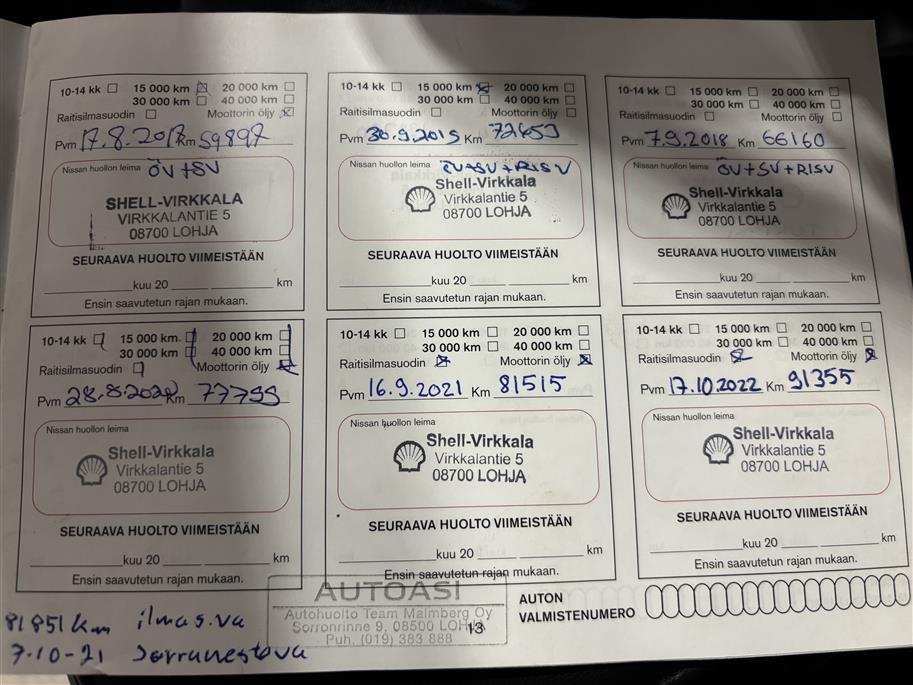 10-14 kk 15 000 km 20 000 km
30 000 km 40 000 km
Raitisilmasuodin Moottorin öljy
Pvm 17.8.2017 Km 59897
Nissan huollon leima ÖV+SV
SHELL-VIRKKALA
VIRKKALANTIE 5
08700 LOHJA
SEURAAVA HUOLTO VIIMEISTÄÄN
kuu 20 km
Ensin saavutetun rajan mukaan.
10-14 kk 15 000 km 20 000 km
30 000 km 40 000 km
Raitisilmasuodin Moottorin öljy
Pvm 30.9.2019 Km
Nissan huollon leima ÖV+SV+RISV
Shell-Virkkala
Virkkalantie 5
08700 LOHJA
SEURAAVA HUOLTO VIIMEISTÄÄN
kuu 20 km
Ensin saavutetun rajan mukaan.
10-14 kk 15 000 km 20 000 km
30 000 km 40 000 km
Raitisilmasuodin Moottorin öljy
Pvm 7.9.2018 Km 66160
Nissan huollon leima ÖV+SV+RISV
Shell-Virkkala
Virkkalantie 5
08700 LOHJA
SEURAAVA HUOLTO VIIMEISTÄÄN
kuu 20 km
Ensin saavutetun rajan mukaan.
10-14 kk 15 000 km 20 000 km
30 000 km 40 000 km
Raitisilmasuodin Moottorin öljy
Pvm 28.8.2020 Km 77799
Nissan huollon leima
Shell-Virkkala
Virkkalantie 5
08700 LOHJA
SEURAAVA HUOLTO VIIMEISTÄÄN
kuu 20 km
Ensin saavutetun rajan mukaan.
10-14 kk 15 000 km 20 000 km
30 000 km 40 000 km
Raitisilmasuodin Moottorin öljy
Pvm 16.9.2021 Km 81515
Nissan huollon leima
Shell-Virkkala
Virkkalantie 5
08700 LOHJA
SEURAAVA HUOLTO VIIMEISTÄÄN
kuu 20 km
Ensin saavutetun rajan mukaan.
10-14 kk 15 000 km 20 000 km
30 000 km 40 000 km
Raitisilmasuodin Moottorin öljy
Pvm 17.10.2022 Km 91355
Nissan huollon leima
Shell-Virkkala
Virkkalantie 5
08700 LOHJA
SEURAAVA HUOLTO VIIMEISTÄÄN
kuu 20 km
Ensin saavutetun rajan mukaan.
81851 km ilmas.va
7.10-21 Sorranestova
AUTOASI
Autohuolto Team Malmberg Oy
Sorronrinne 9, 08500 LOHJA
Puh. (019) 383 888
13
AUTON
VALMISTENUMERO